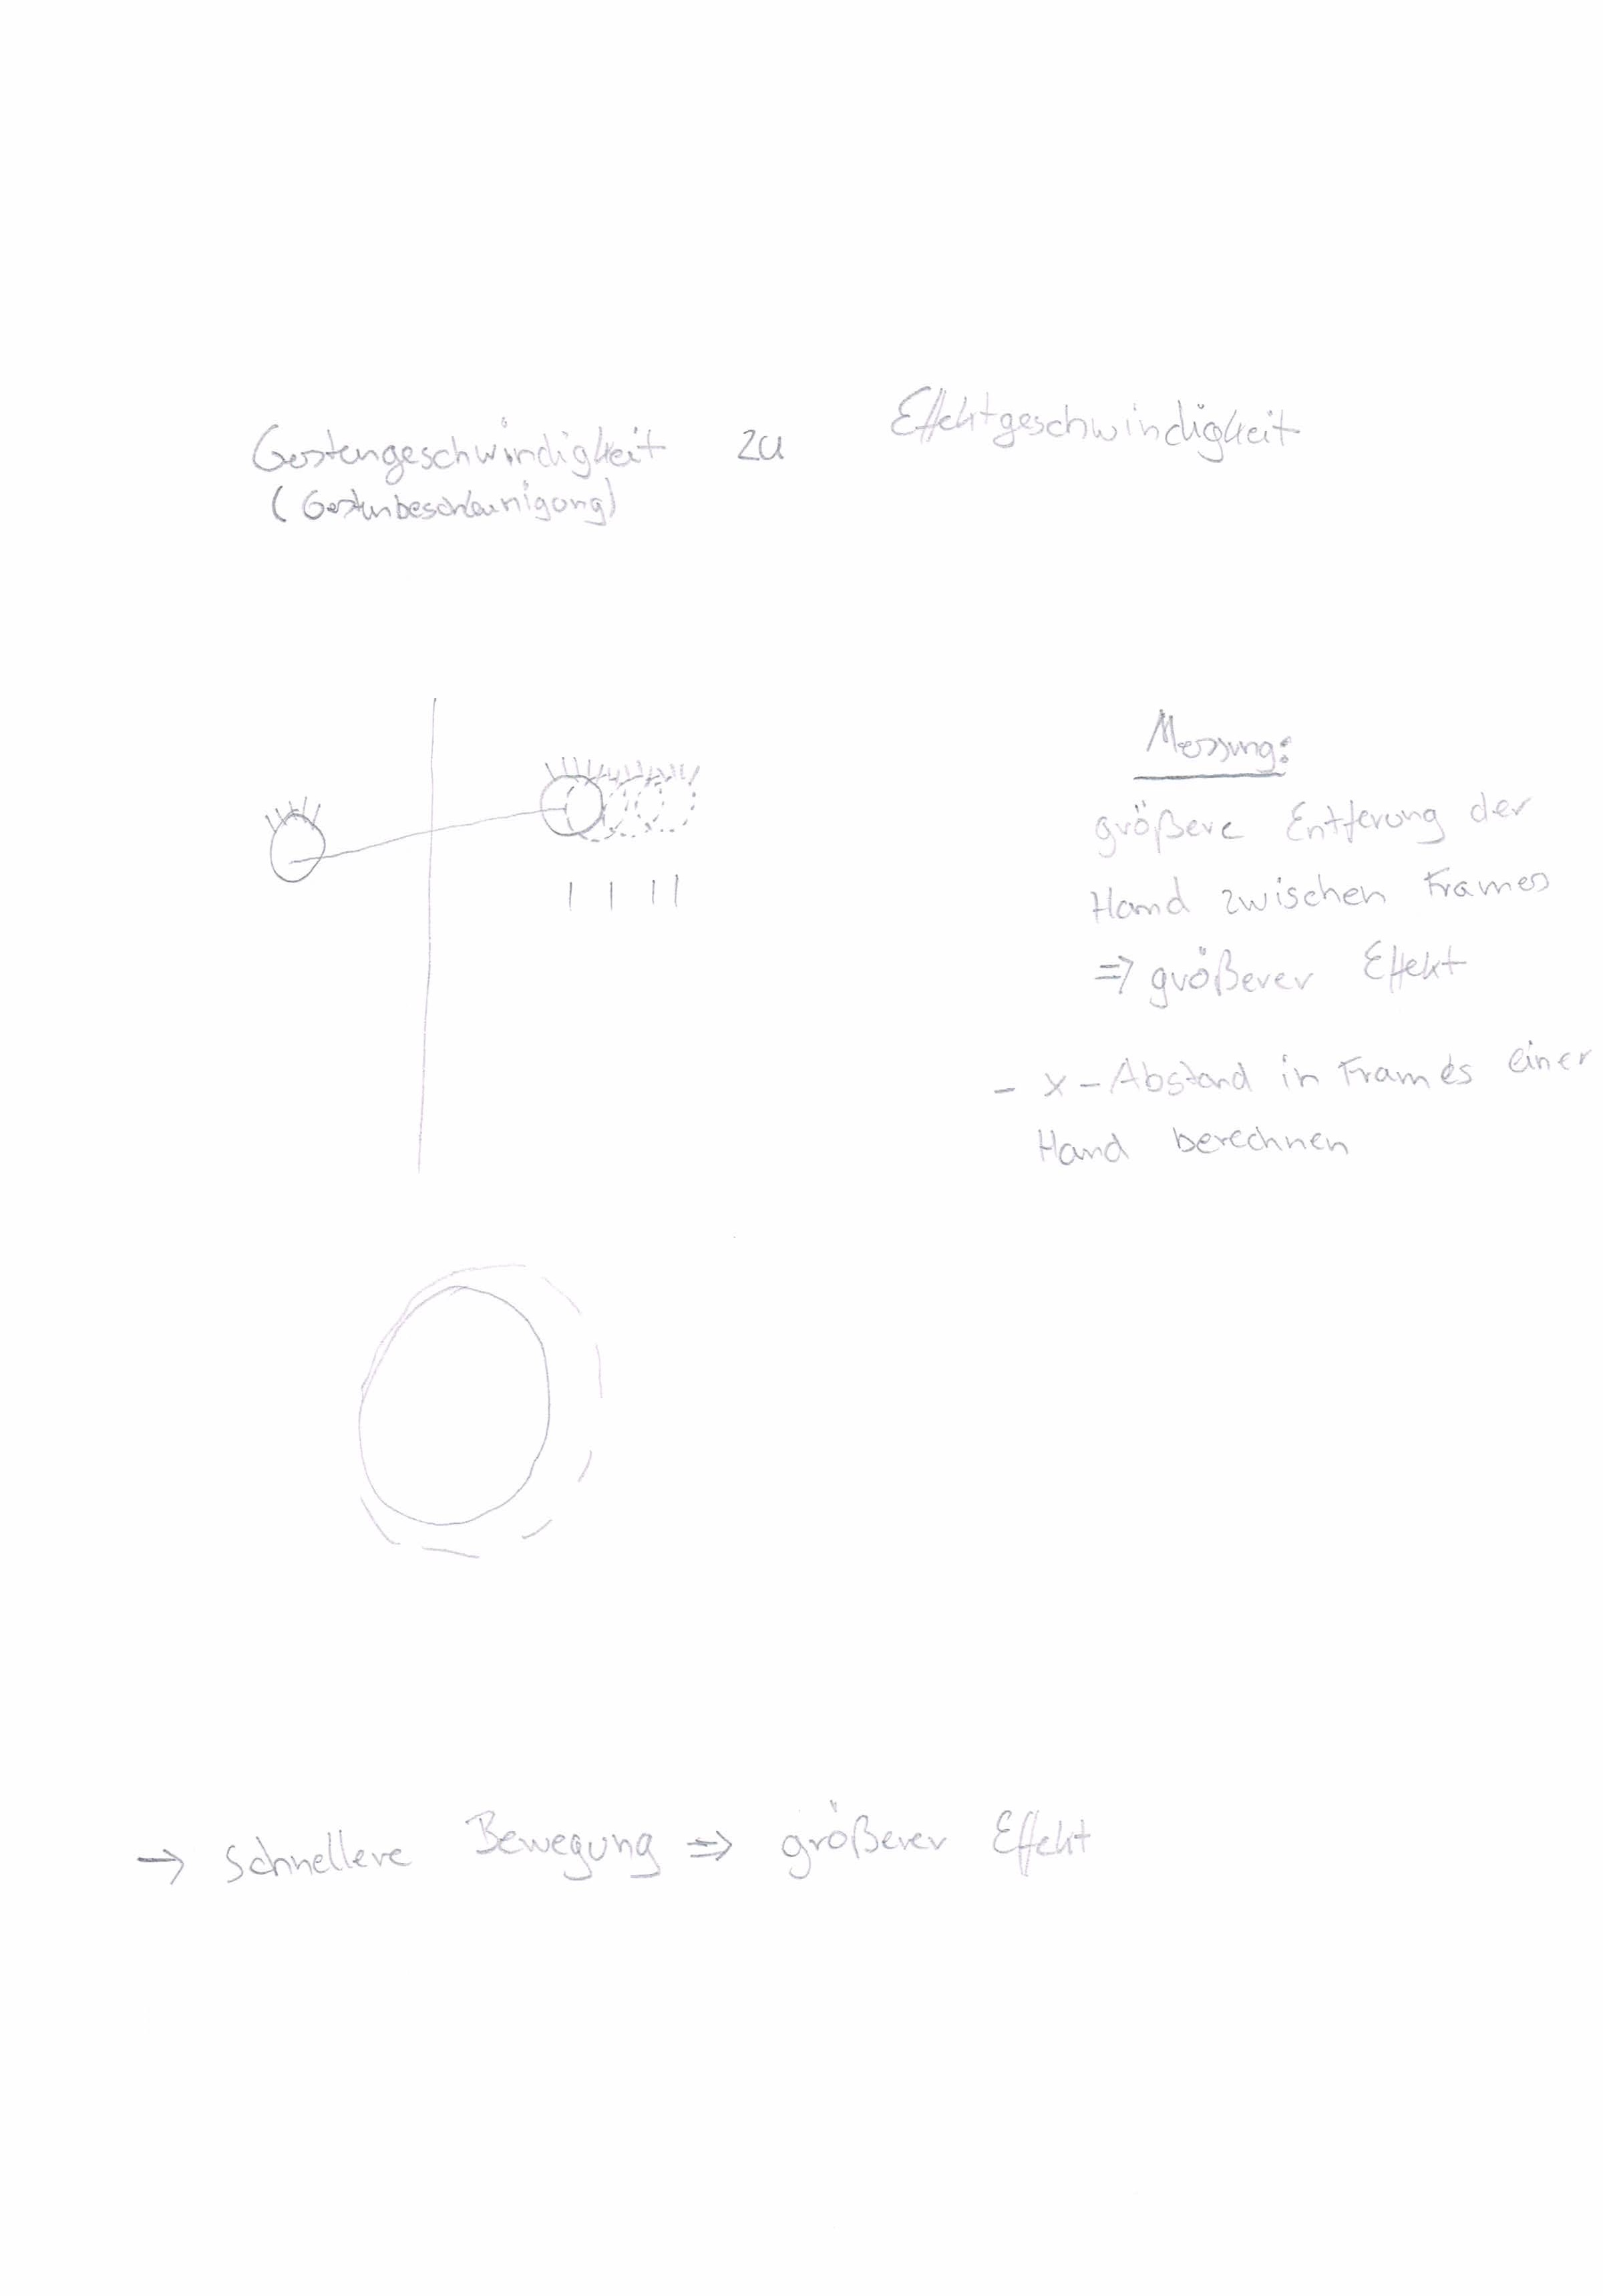 Gestengeschwindigkeit zu Effektgeschwindigkeit
(Gestenbeschleunigung)
Messung:
größere Entferung der
Hand zwischen Frames
=> größerer Effekt
- x-Abstand in Frames einer
Hand berechnen
-> schnellere Bewegung => größerer Effekt